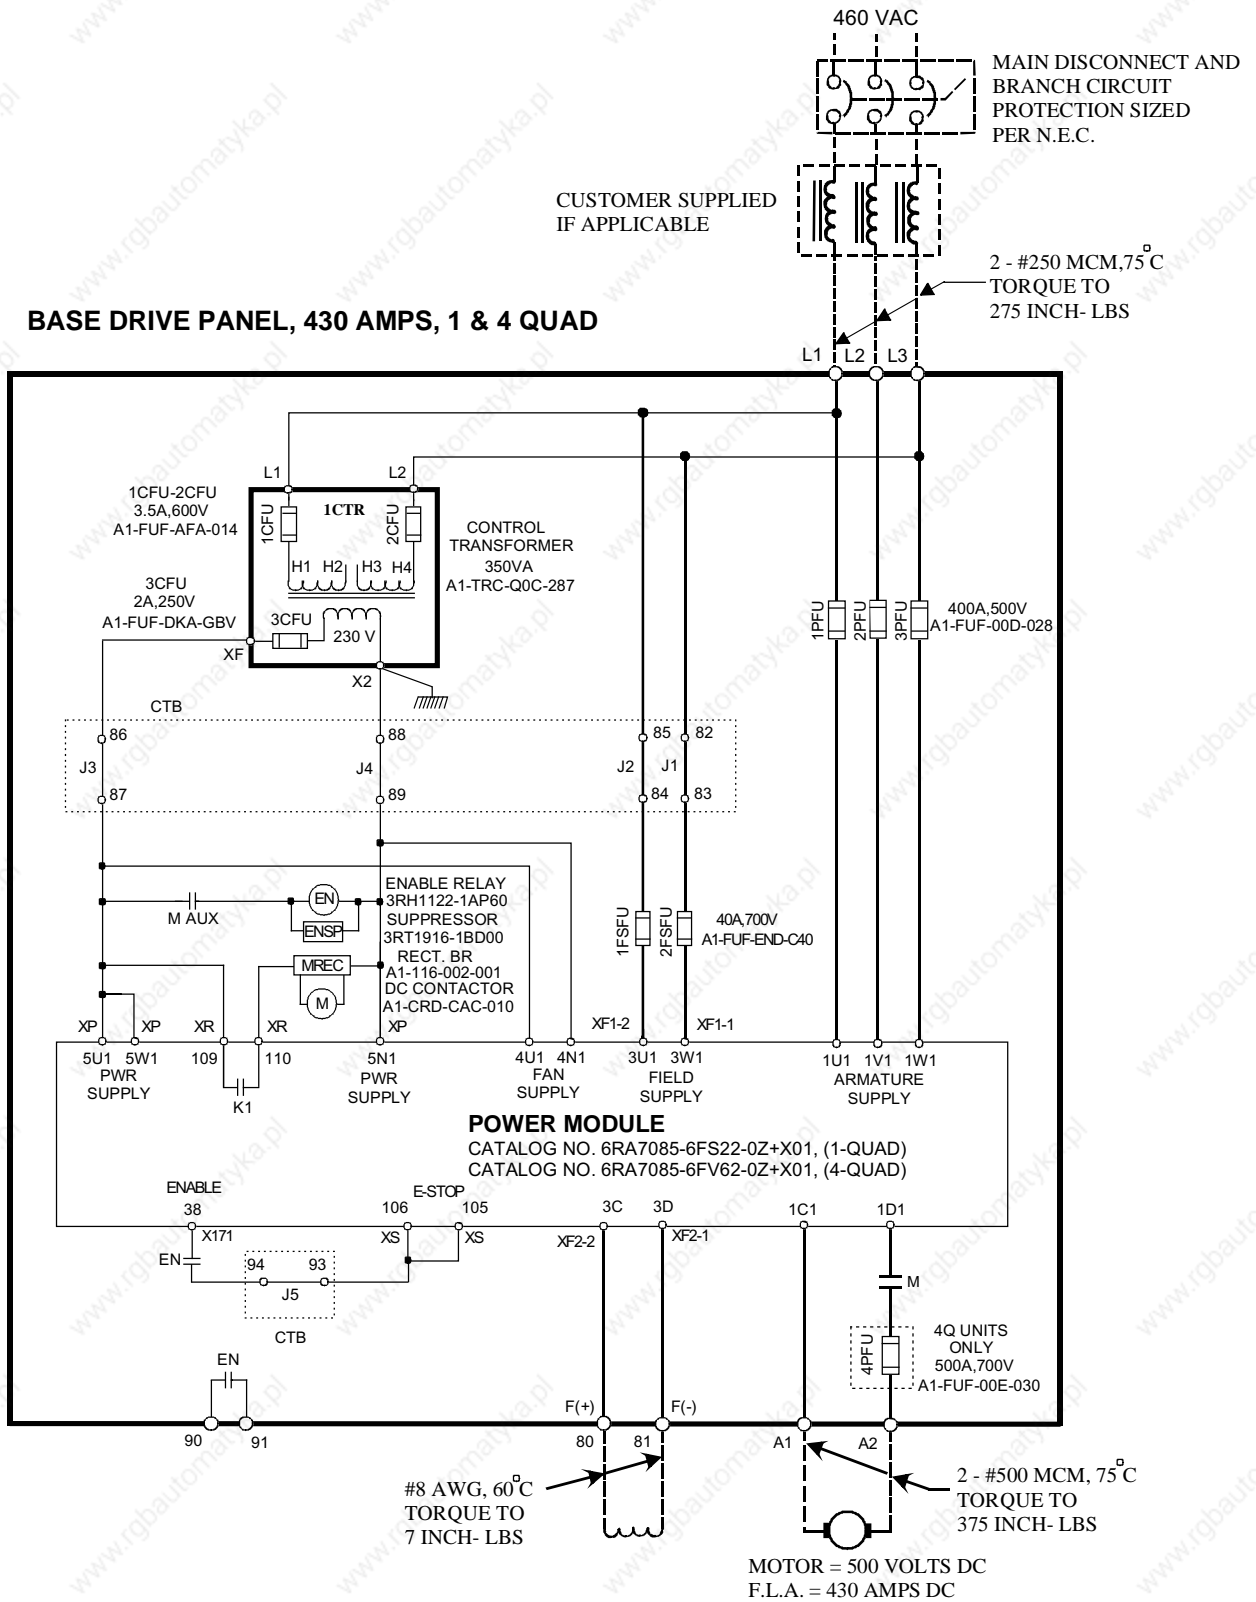 460 VAC
MAIN DISCONNECT AND
BRANCH CIRCUIT
PROTECTION SIZED
PER N.E.C.
CUSTOMER SUPPLIED
IF APPLICABLE
2 - #250 MCM,75°C
TORQUE TO
275 INCH- LBS
BASE DRIVE PANEL, 430 AMPS, 1 & 4 QUAD
L1 L2 L3
L1 L2
1CFU-2CFU
3.5A,600V
A1-FUF-AFA-014
1CFU
1CTR
2CFU
CONTROL
TRANSFORMER
350VA
A1-TRC-Q0C-287
H1 H2 H3 H4
3CFU
2A,250V
A1-FUF-DKA-GBV
3CFU
230 V
XF
X2
1PFU
2PFU
3PFU
400A,500V
A1-FUF-00D-028
CTB
86 88 85 82
J3 J4 J2 J1
87 89 84 83
M AUX
EN
ENSP
ENABLE RELAY
3RH1122-1AP60
SUPPRESSOR
3RT1916-1BD00
RECT. BR
A1-116-002-001
DC CONTACTOR
A1-CRD-CAC-010
MREC
M
1FSFU
2FSFU
40A,700V
A1-FUF-END-C40
XP XP XR XR XP XF1-2 XF1-1
5U1 5W1 109 110 5N1 4U1 4N1 3U1 3W1 1U1 1V1 1W1
PWR
SUPPLY
K1
PWR
SUPPLY
FAN
SUPPLY
FIELD
SUPPLY
ARMATURE
SUPPLY
POWER MODULE
CATALOG NO. 6RA7085-6FS22-0Z+X01, (1-QUAD)
CATALOG NO. 6RA7085-6FV62-0Z+X01, (4-QUAD)
ENABLE E-STOP
38 106 105 3C 3D 1C1 1D1
X171 XS XS XF2-2 XF2-1
EN
94 93
J5
CTB
M
4PFU
4Q UNITS
ONLY
500A,700V
A1-FUF-00E-030
EN
F(+) F(-)
90 91 80 81 A1 A2
#8 AWG, 60°C
TORQUE TO
7 INCH- LBS
2 - #500 MCM, 75°C
TORQUE TO
375 INCH- LBS
MOTOR = 500 VOLTS DC
F.L.A. = 430 AMPS DC
www.rgbautomatyka.pl